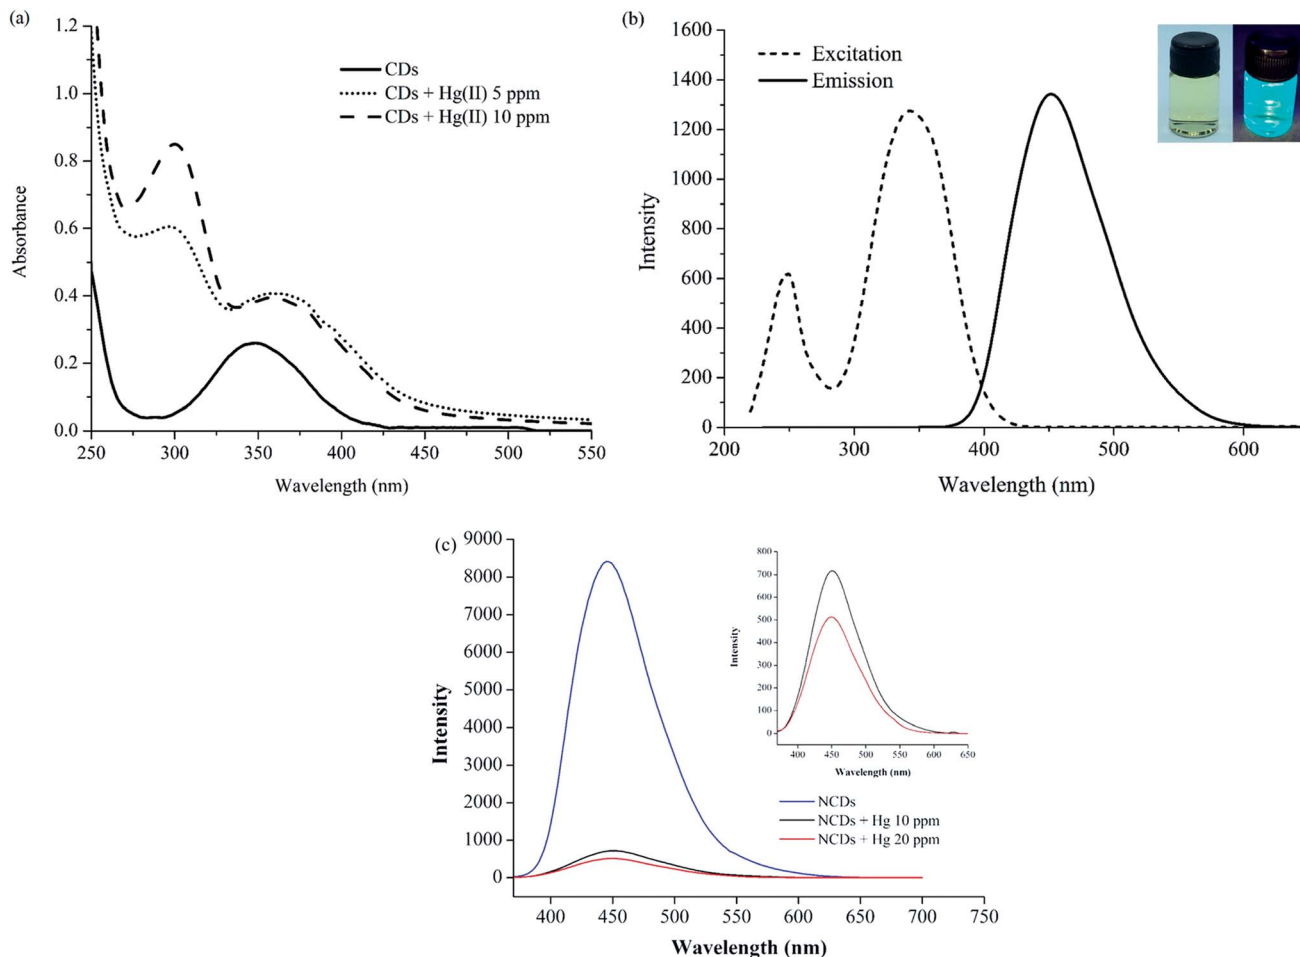 (a)
1.2
1.0
0.8
0.6
0.4
0.2
0.0
Absorbance
CDs
CDs + Hg(II) 5 ppm
CDs + Hg(II) 10 ppm
250 300 350 400 450 500 550
Wavelength (nm)
(b)
1600
1400
1200
1000
800
600
400
200
0
Intensity
Excitation
Emission
200 300 400 500 600
Wavelength (nm)
(c)
9000
8000
7000
6000
5000
4000
3000
2000
1000
0
Intensity
800
700
600
500
400
300
200
100
0
Intensity
400 450 500 550 600 650
Wavelength (nm)
NCDs
NCDs + Hg 10 ppm
NCDs + Hg 20 ppm
400 450 500 550 600 650 700 750
Wavelength (nm)